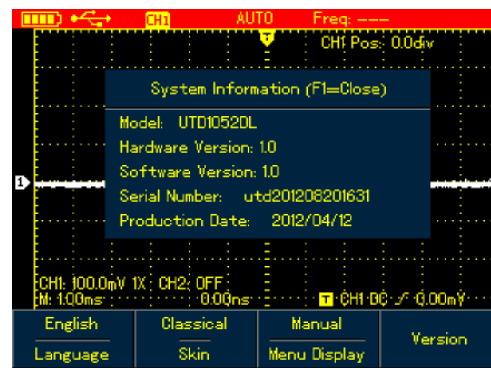 CH1 AUTO Freq: ---
T CH1 Pos: 0.0div
System Information (F1=Close)
Model: UTD1052DL
Hardware Version: 1.0
Software Version: 1.0
Serial Number: utd201208201631
Production Date: 2012/04/12
1
CH1: 100.0mV 1X CH2: OFF
M: 1.00ms 0.00ns T CH1 DC 0.00mV
English Classical Manual Version
Language Skin Menu Display